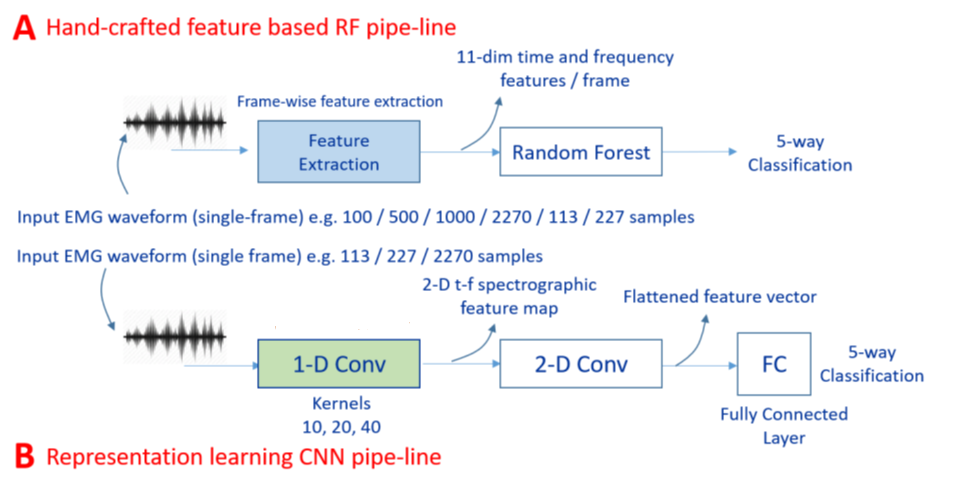 A Hand-crafted feature based RF pipe-line
11-dim time and frequency
features / frame
Frame-wise feature extraction
Feature
Extraction
Random Forest
5-way
Classification
Input EMG waveform (single-frame) e.g. 100 / 500 / 1000 / 2270 / 113 / 227 samples
Input EMG waveform (single frame) e.g. 113 / 227 / 2270 samples
2-D t-f spectrographic
feature map
Flattened feature vector
1-D Conv
2-D Conv
FC
5-way
Classification
Kernels
10, 20, 40
Fully Connected
Layer
B Representation learning CNN pipe-line